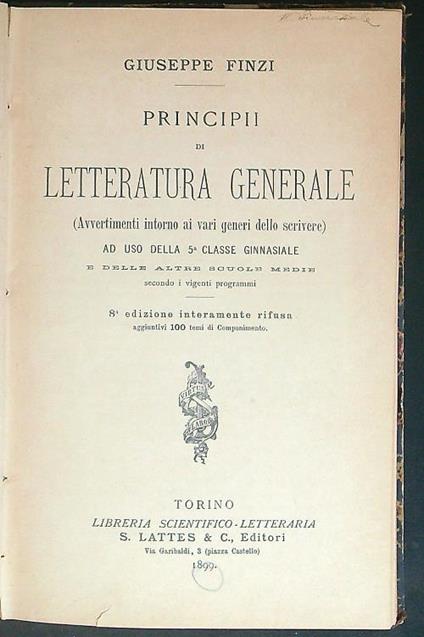 GIUSEPPE FINZI
PRINCIPII
DI
LETTERATURA GENERALE
(Avvertimenti intorno ai vari generi dello scrivere)
AD USO DELLA 5ª CLASSE GINNASIALE
E DELLE ALTRE SCUOLE MEDIE
secondo i vigenti programmi
8ª edizione interamente rifusa
aggiuntivi 100 temi di Componimento.
VIRTUS
LABOR
TORINO
LIBRERIA SCIENTIFICO-LETTERARIA
S. LATTES & C., Editori
Via Garibaldi, 3 (piazza Castello)
1899.